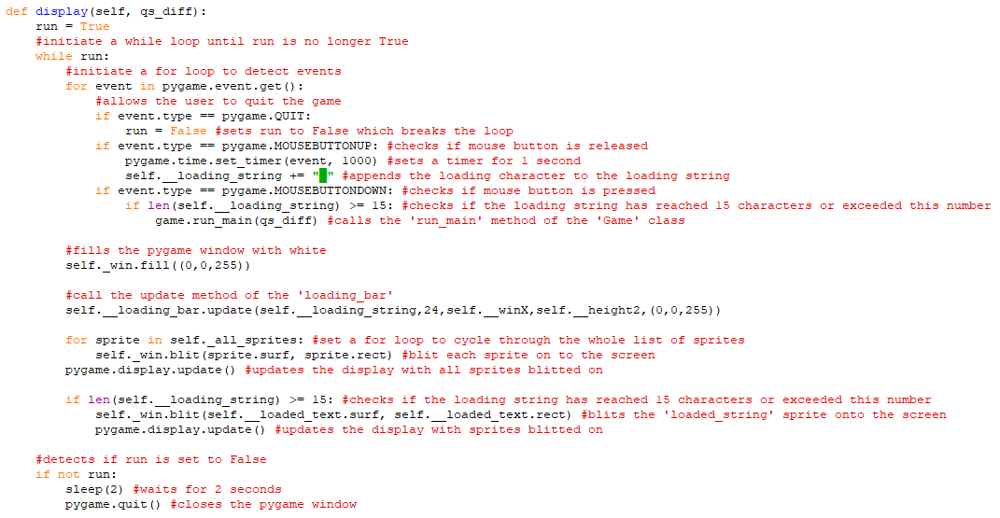 def display(self, qs_diff):
    run = True
    #initiate a while loop until run is no longer True
    while run:
        #initiate a for loop to detect events
        for event in pygame.event.get():
            #allows the user to quit the game
            if event.type == pygame.QUIT:
                run = False #sets run to False which breaks the loop
            if event.type == pygame.MOUSEBUTTONUP: #checks if mouse button is released
                pygame.time.set_timer(event, 1000) #sets a timer for 1 second
                self.__loading_string += "█" #appends the loading character to the loading string
            if event.type == pygame.MOUSEBUTTONDOWN: #checks if mouse button is pressed
                if len(self.__loading_string) >= 15: #checks if the loading string has reached 15 characters or exceeded this number
                    game.run_main(qs_diff) #calls the 'run_main' method of the 'Game' class

        #fills the pygame window with white
        self._win.fill((0,0,255))

        #call the update method of the 'loading_bar'
        self.__loading_bar.update(self.__loading_string,24,self.__winX,self.__height2,(0,0,255))

        for sprite in self._all_sprites: #set a for loop to cycle through the whole list of sprites
            self._win.blit(sprite.surf, sprite.rect) #blit each sprite on to the screen
        pygame.display.update() #updates the display with all sprites blitted on

        if len(self.__loading_string) >= 15: #checks if the loading string has reached 15 characters or exceeded this number
            self._win.blit(self.__loaded_text.surf, self.__loaded_text.rect) #blits the 'loaded_string' sprite onto the screen
            pygame.display.update() #updates the display with sprites blitted on

    #detects if run is set to False
    if not run:
        sleep(2) #waits for 2 seconds
        pygame.quit() #closes the pygame window